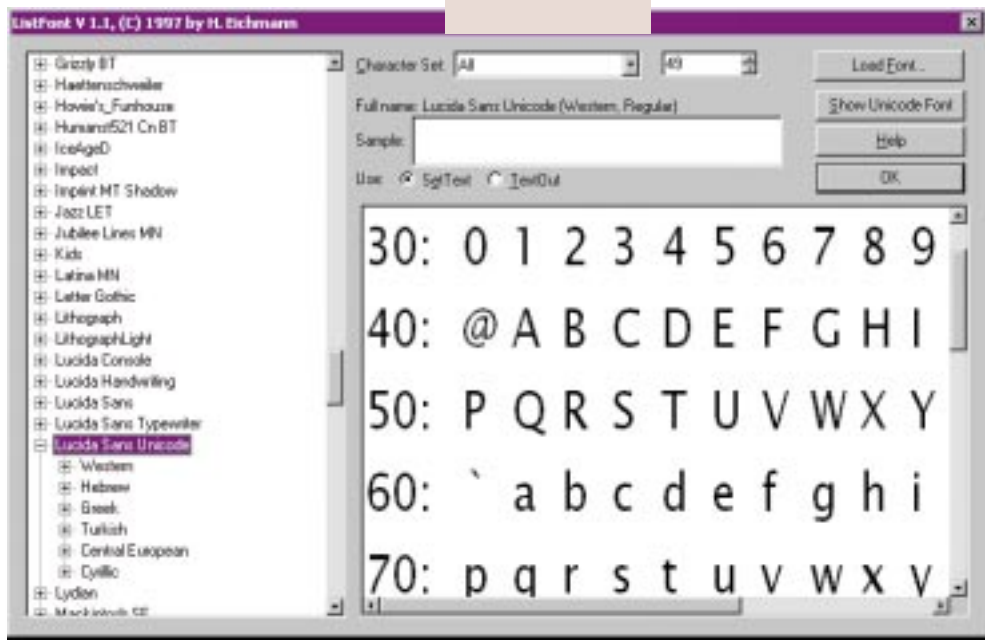 ListFont V 1.1, (C) 1997 by H. Eichmann
Grizzly BT
Haettenschweiler
Howie's_Funhouse
Humanst521 Cn BT
IceAgeD
Impact
Imprint MT Shadow
Jazz LET
Jubilee Lines MN
Kids
Latina MN
Letter Gothic
Lithograph
LithographLight
Lucida Console
Lucida Handwriting
Lucida Sans
Lucida Sans Typewriter
Lucida Sans Unicode
Western
Hebrew
Greek
Turkish
Central European
Cyrillic
Lydian
Mackintosh SE
Character Set: All 49
Full name: Lucida Sans Unicode (Western, Regular)
Sample:
Use: SetText TextOut
Load Font...
Show Unicode Font
Help
OK
30: 0 1 2 3 4 5 6 7 8 9
40: @ A B C D E F G H I
50: P Q R S T U V W X Y
60: ` a b c d e f g h i
70: p q r s t u v w x y